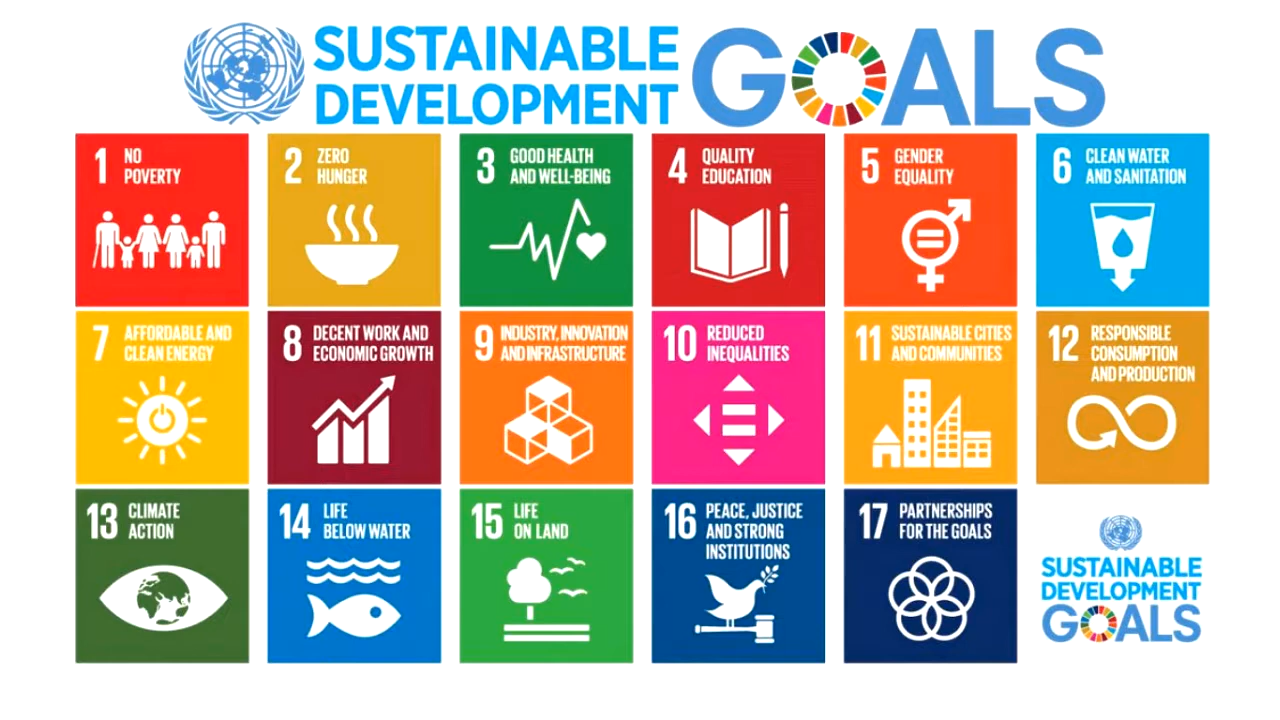 SUSTAINABLE
DEVELOPMENT
GOALS
1 NO
POVERTY
2 ZERO
HUNGER
3 GOOD HEALTH
AND WELL-BEING
4 QUALITY
EDUCATION
5 GENDER
EQUALITY
6 CLEAN WATER
AND SANITATION
7 AFFORDABLE AND
CLEAN ENERGY
8 DECENT WORK AND
ECONOMIC GROWTH
9 INDUSTRY, INNOVATION
AND INFRASTRUCTURE
10 REDUCED
INEQUALITIES
11 SUSTAINABLE CITIES
AND COMMUNITIES
12 RESPONSIBLE
CONSUMPTION
AND PRODUCTION
13 CLIMATE
ACTION
14 LIFE
BELOW WATER
15 LIFE
ON LAND
16 PEACE, JUSTICE
AND STRONG
INSTITUTIONS
17 PARTNERSHIPS
FOR THE GOALS
SUSTAINABLE
DEVELOPMENT
GOALS